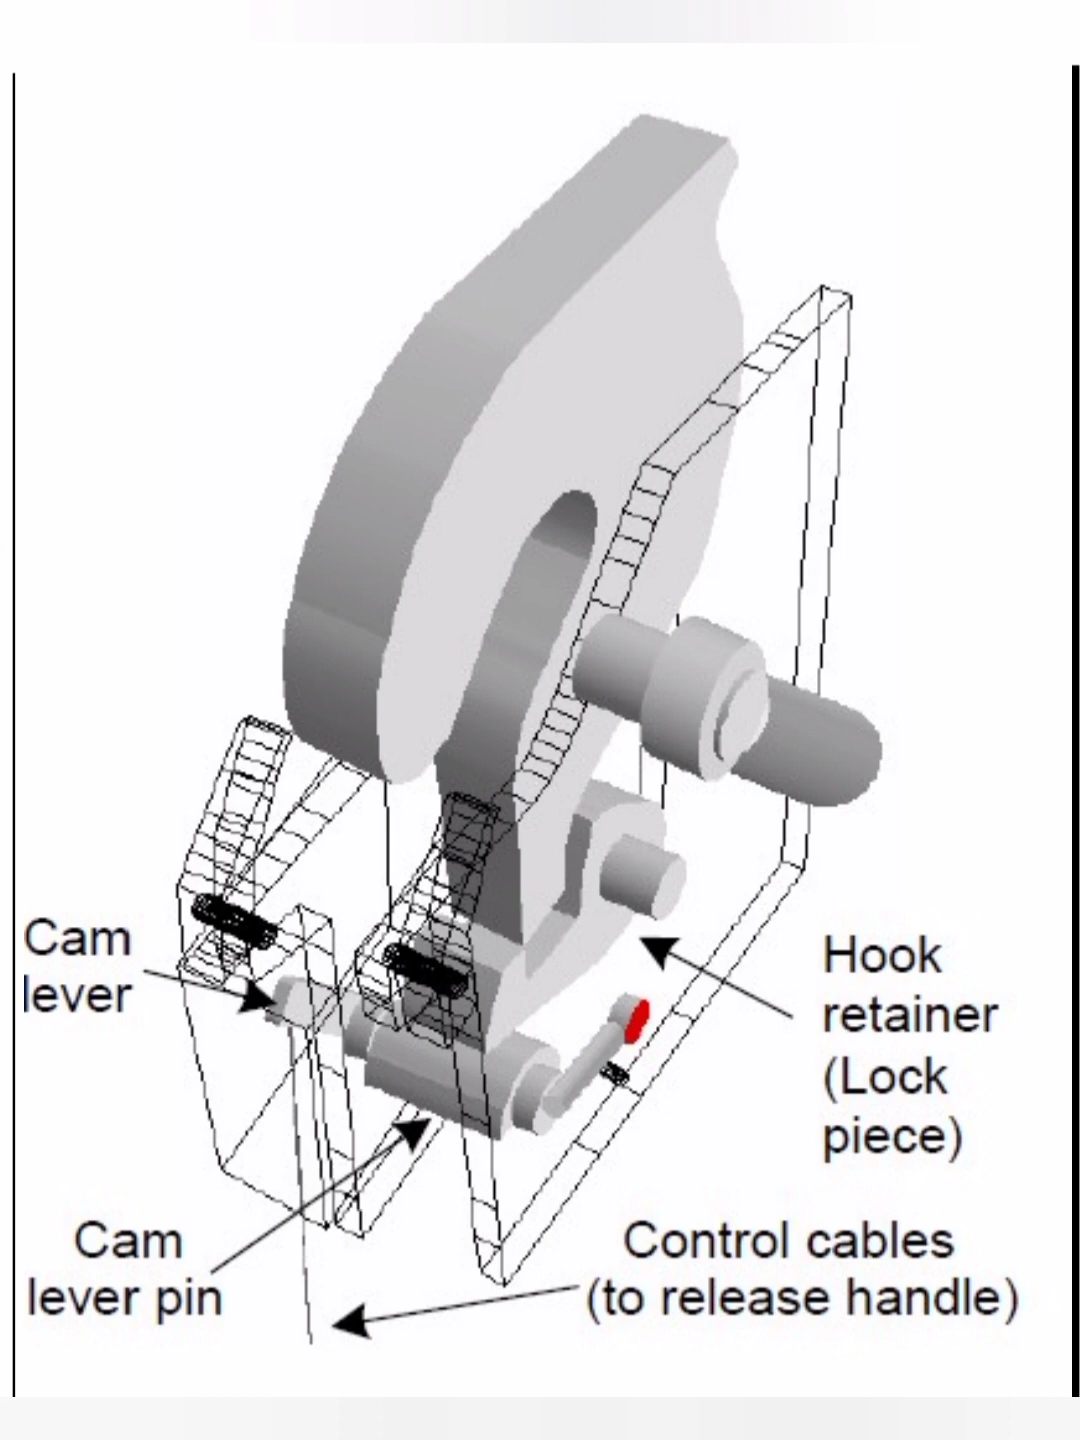 Cam
lever
Hook
retainer
(Lock
piece)
Cam
lever pin
Control cables
(to release handle)